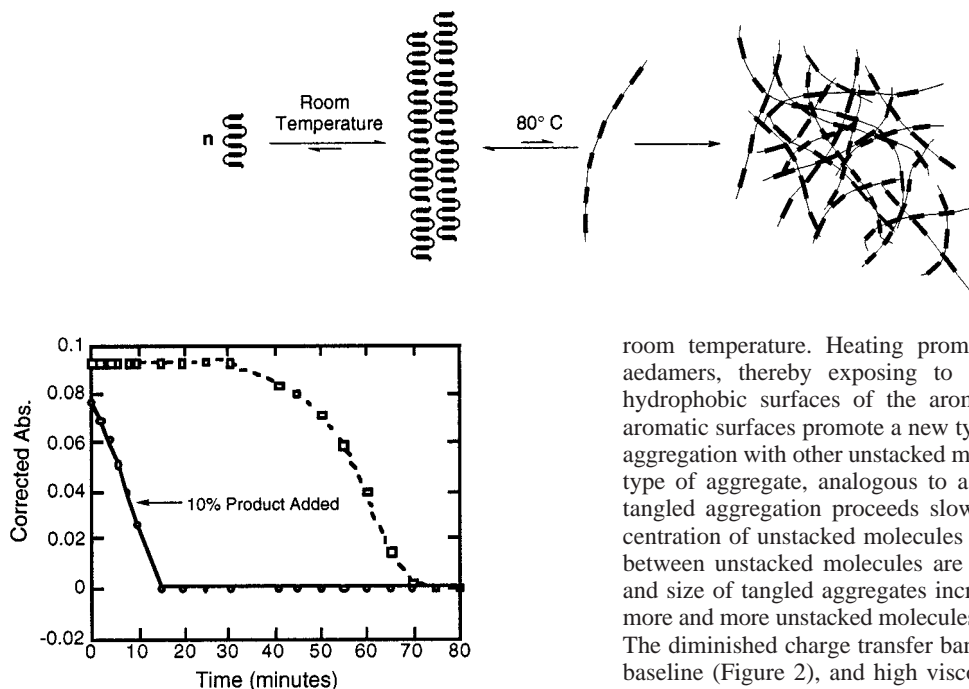 n
Room
Temperature
80° C
Corrected Abs.
0.1
0.08
0.06
0.04
0.02
0
-0.02
10% Product Added
0 10 20 30 40 50 60 70 80
Time (minutes)
room temperature. Heating prom
aedamers, thereby exposing to
hydrophobic surfaces of the arom
aromatic surfaces promote a new ty
aggregation with other unstacked m
type of aggregate, analogous to a
tangled aggregation proceeds slow
centration of unstacked molecules
between unstacked molecules are
and size of tangled aggregates incr
more and more unstacked molecules
The diminished charge transfer ban
baseline (Figure 2), and high visce